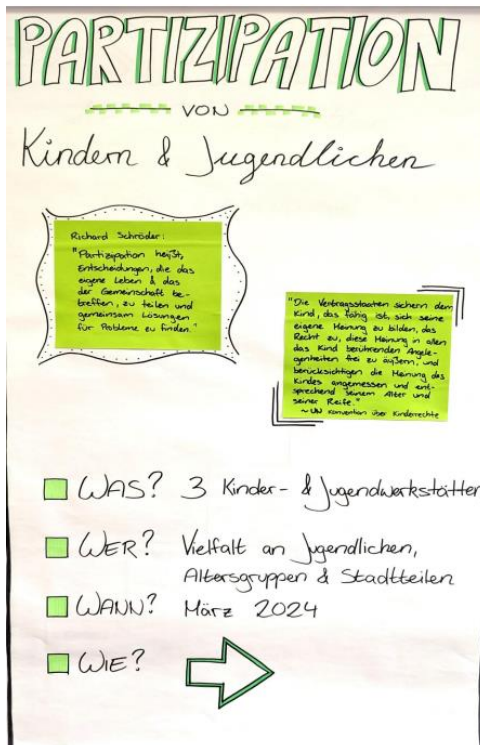 PARTIZIPATION
VON
Kindern & Jugendlichen
Richard Schröder:
"Partizipation heißt,
Entscheidungen, die das
eigene Leben & das
der Gemeinschaft be-
treffen, zu teilen und
gemeinsam Lösungen
für Probleme zu finden."
"Die Vertragsstaaten sichern dem
Kind, das fähig ist, sich seine
eigene Meinung zu bilden, das
Recht zu, diese Meinung in allen
das Kind berührenden Angele-
genheiten frei zu äußern, und
berücksichtigen die Meinung des
Kindes angemessen und ent-
sprechend seinem Alter und
seiner Reife."
~ UN Konvention über Kinderrechte
WAS? 3 Kinder- & Jugendwerkstätten
WER? Vielfalt an Jugendlichen,
Altersgruppen & Stadtteilen
WANN? März 2024
WIE?